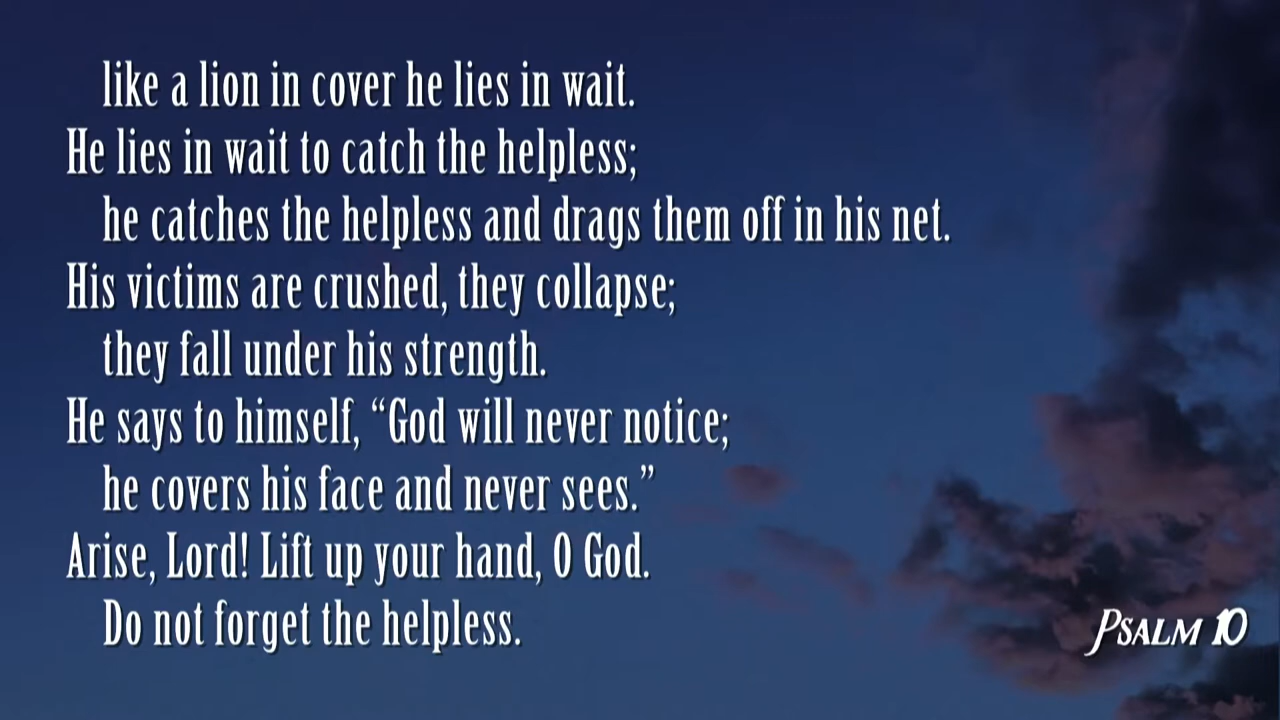 like a lion in cover he lies in wait.
He lies in wait to catch the helpless;
he catches the helpless and drags them off in his net.
His victims are crushed, they collapse;
they fall under his strength.
He says to himself, “God will never notice;
he covers his face and never sees.”
Arise, Lord! Lift up your hand, O God.
Do not forget the helpless.
Psalm 10